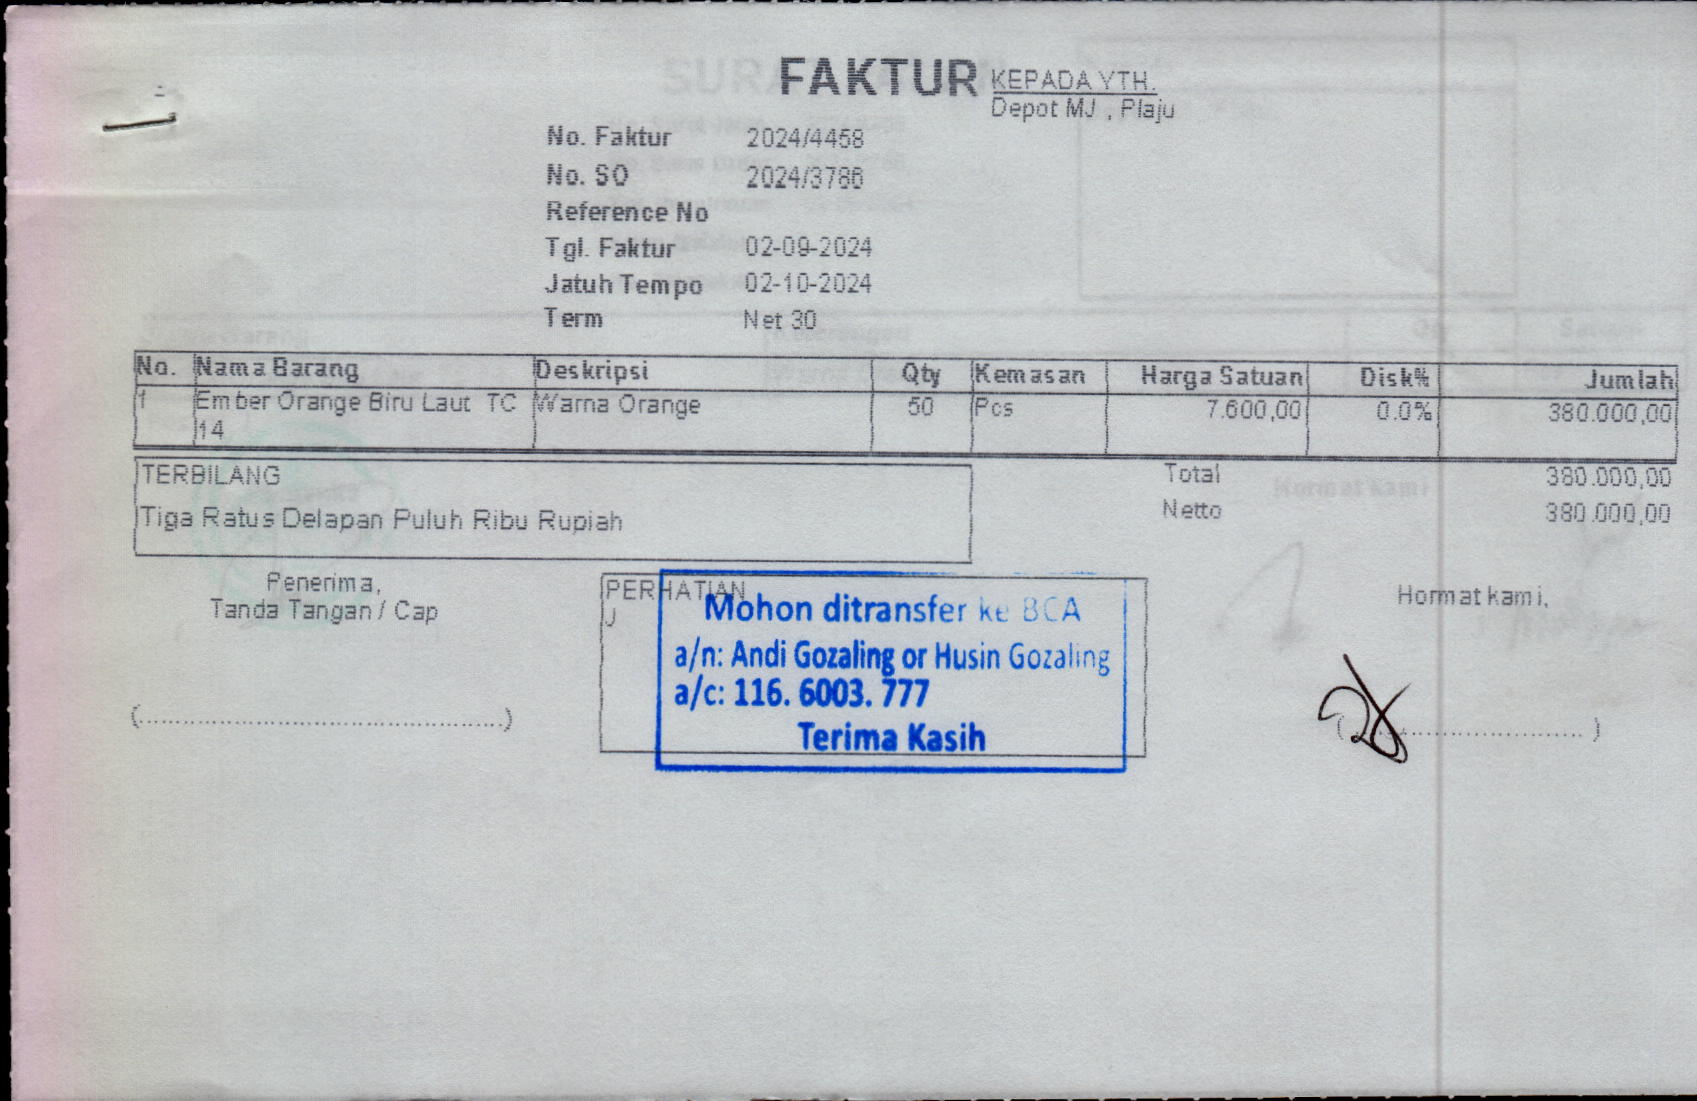 FAKTUR
KEPADA YTH.
Depot MJ , Plaju
No. Faktur 2024/4458
No. SO 2024/3786
Reference No
Tgl. Faktur 02-09-2024
Jatuh Tempo 02-10-2024
Term Net 30
No. Nama Barang Deskripsi Qty Kemasan Harga Satuan Disk% Jumlah
1 Ember Orange Biru Laut TC Warna Orange 50 Pcs 7.600,00 0.0% 380.000,00
14
TERBILANG
Tiga Ratus Delapan Puluh Ribu Rupiah
Total 380.000,00
Netto 380.000,00
Penerima,
Tanda Tangan / Cap
(..............................................)
PERHATIAN
J
Mohon ditransfer ke BCA
a/n: Andi Gozaling or Husin Gozaling
a/c: 116. 6003. 777
Terima Kasih
Hormat kami,
(.............................. )